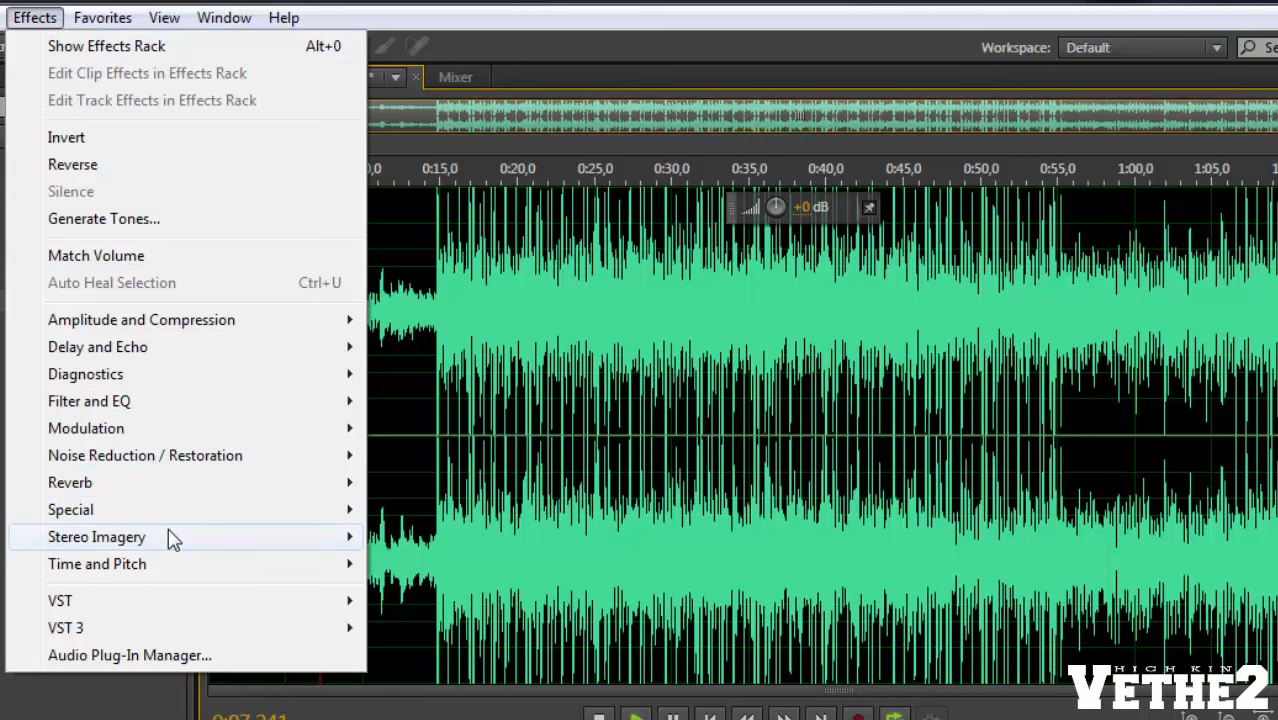 Effects Favorites View Window Help
Show Effects Rack Alt+0
Edit Clip Effects in Effects Rack
Edit Track Effects in Effects Rack
Invert
Reverse
Silence
Generate Tones...
Match Volume
Auto Heal Selection Ctrl+U
Amplitude and Compression
Delay and Echo
Diagnostics
Filter and EQ
Modulation
Noise Reduction / Restoration
Reverb
Special
Stereo Imagery
Time and Pitch
VST
VST 3
Audio Plug-In Manager...
Workspace: Default Se
* Mixer
0,0 0:15,0 0:20,0 0:25,0 0:30,0 0:35,0 0:40,0 0:45,0 0:50,0 0:55,0 1:00,0 1:05,0 1
+0 dB
0:07.241
HIGH KIN
VETHE2